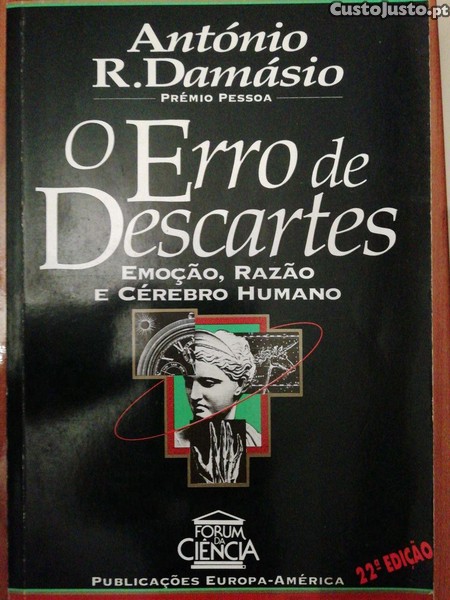 CustoJusto.pt
António
R. Damásio
PRÉMIO PESSOA
O Erro de
Descartes
EMOÇÃO, RAZÃO
E CÉREBRO HUMANO
FORUM
DA
CIÊNCIA
22ª EDIÇÃO
PUBLICAÇÕES EUROPA-AMÉRICA